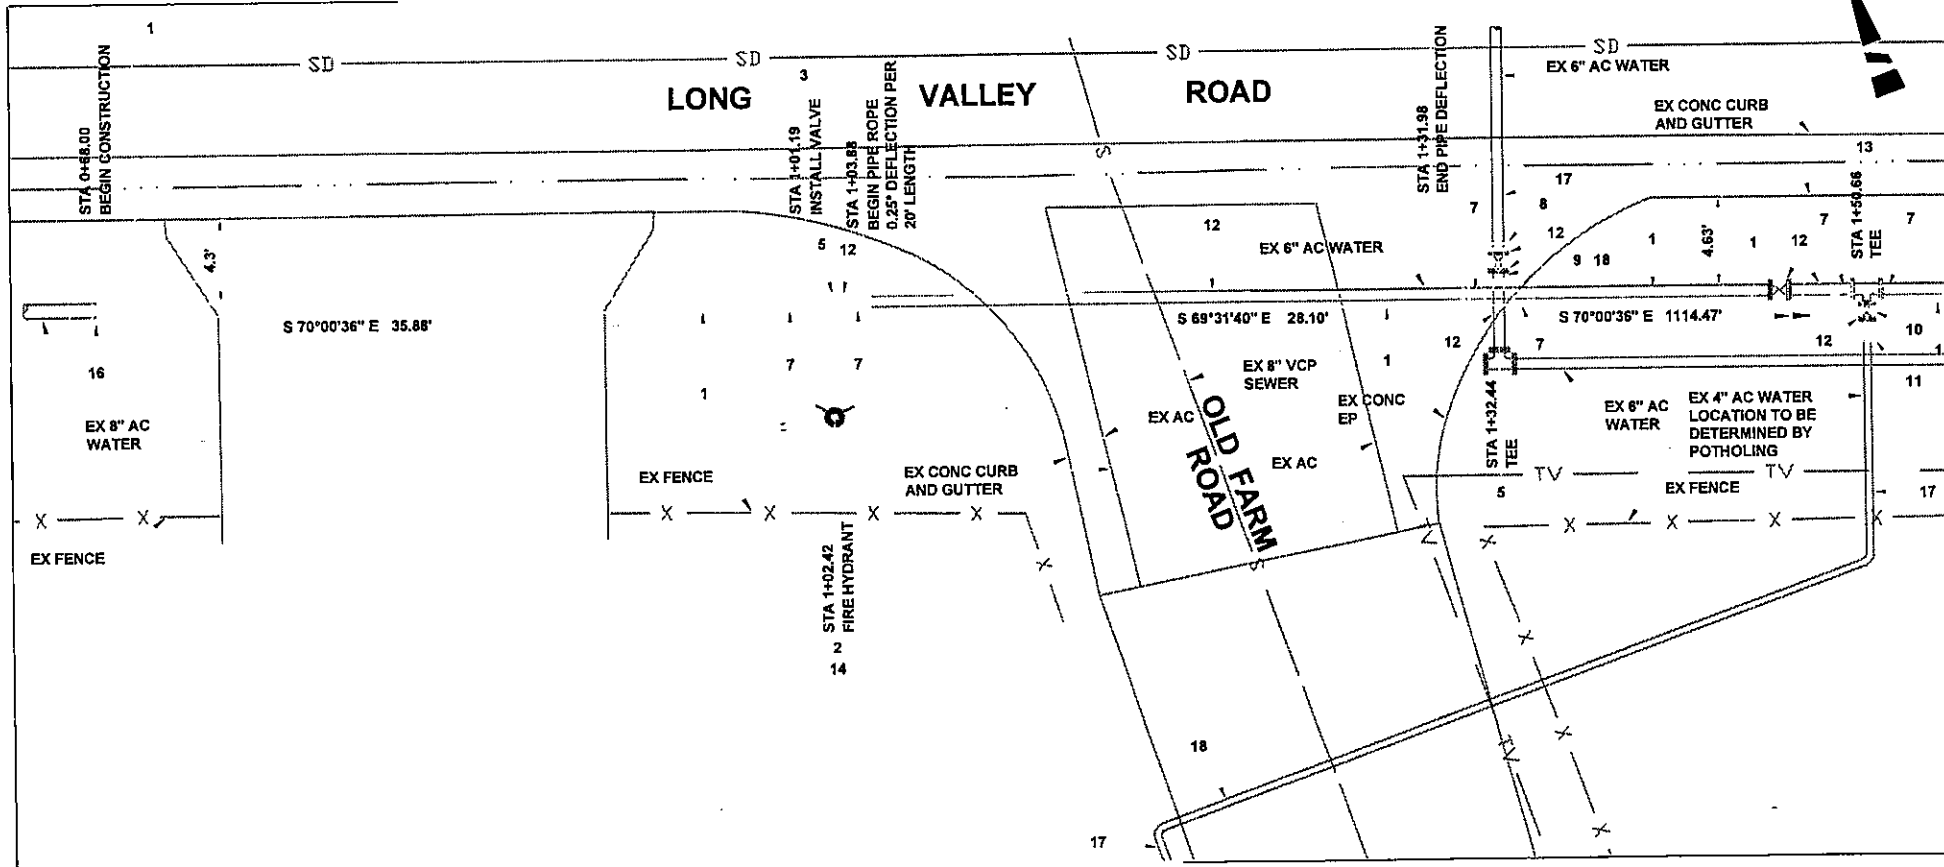 1
SD
SD
SD
SD
LONG VALLEY ROAD
STA 0+68.00
BEGIN CONSTRUCTION
3
STA 1+01.19
INSTALL VALVE
STA 1+03.88
BEGIN PIPE ROPE
0.25° DEFLECTION PER
20' LENGTH
S
STA 1+31.98
END PIPE DEFLECTION
EX 6" AC WATER
EX CONC CURB
AND GUTTER
13
17
STA 1+50.66
TEE
7
8
12
9 18
1
4.63'
1
12
7
7
5
12
12
EX 6" AC WATER
4.3'
S 70°00'36" E 35.88'
S 69°31'40" E 28.10'
S 70°00'36" E 1114.47'
16
7
7
1
1
12
7
12
10
1
11
EX 8" AC
WATER
EX 8" VCP
SEWER
EX CONC
EP
EX AC
EX AC
OLD FARM
ROAD
STA 1+32.44
TEE
5
EX 6" AC
WATER
EX 4" AC WATER
LOCATION TO BE
DETERMINED BY
POTHOLING
TV
TV
EX FENCE
17
EX FENCE
EX CONC CURB
AND GUTTER
X
X
X
X
X
X
X
X
X
X
X
EX FENCE
X
S
TV
X
STA 1+02.42
FIRE HYDRANT
2
14
X
X
TV
18
X
17